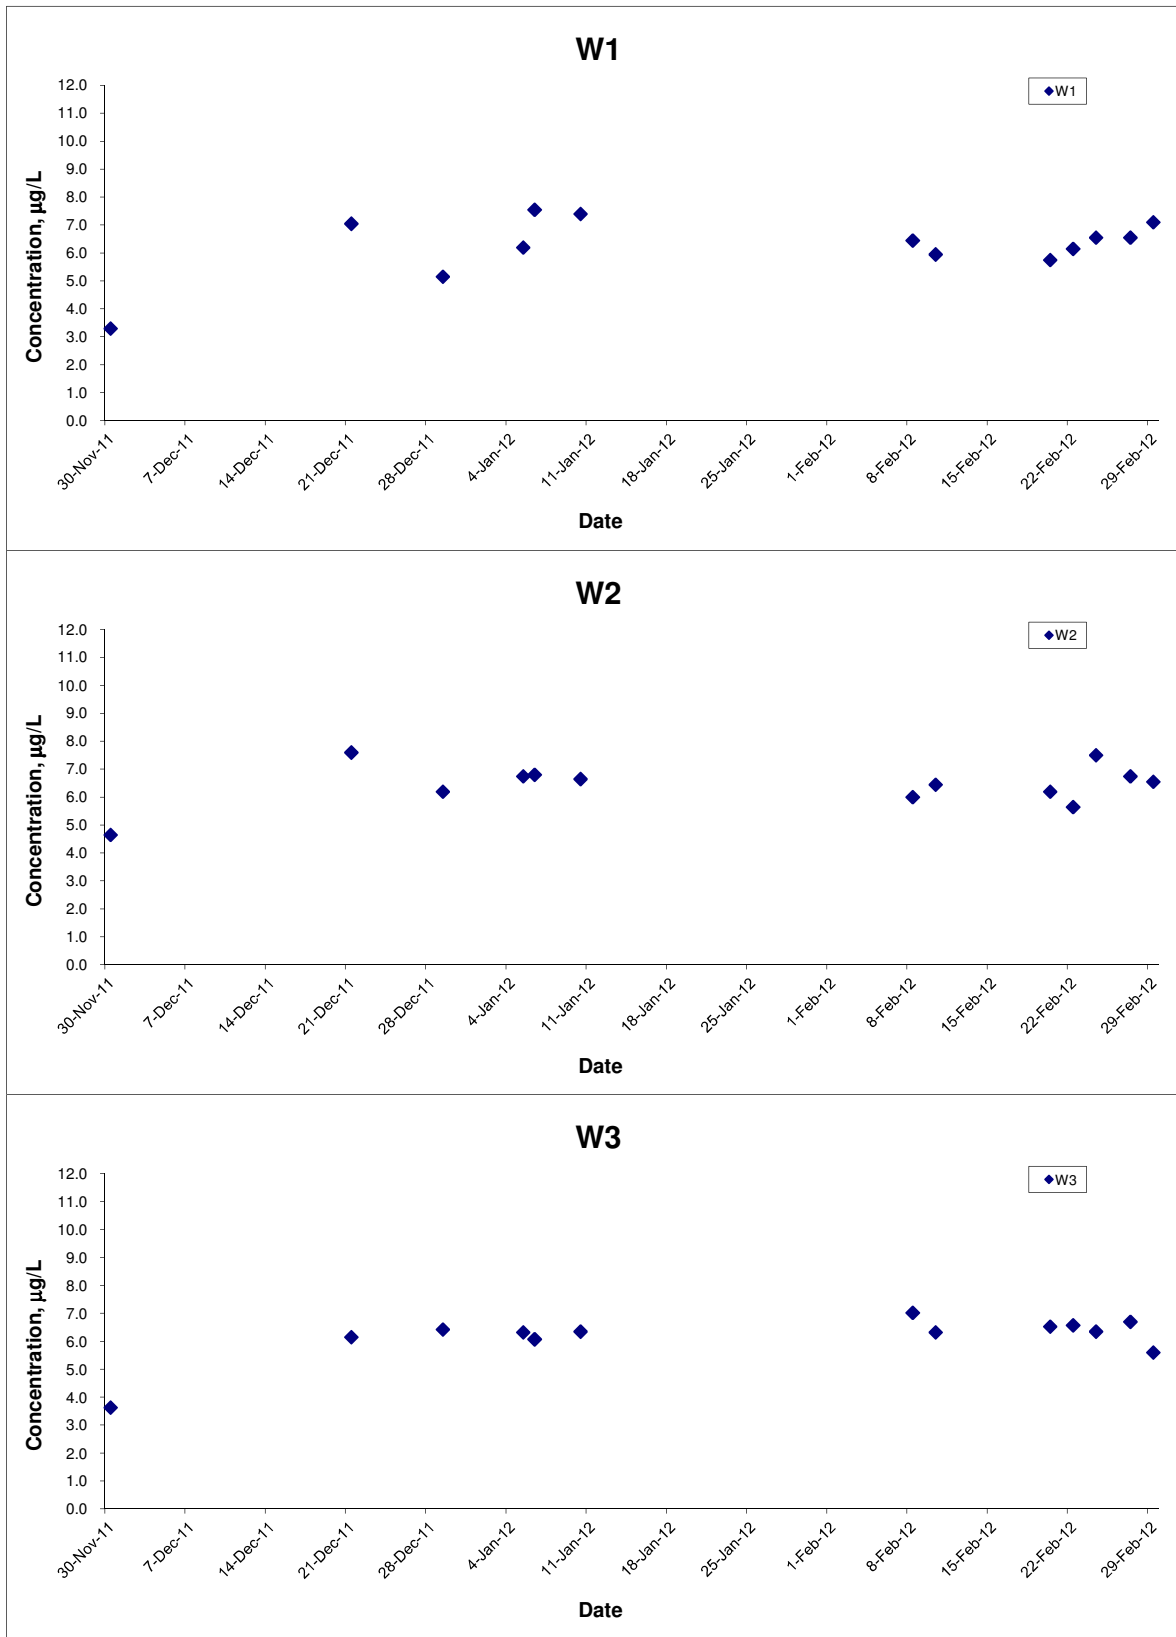 W1
W1
12.0
11.0
10.0
9.0
8.0
7.0
6.0
5.0
4.0
3.0
2.0
1.0
0.0
Concentration, µg/L
30-Nov-11
7-Dec-11
14-Dec-11
21-Dec-11
28-Dec-11
4-Jan-12
11-Jan-12
18-Jan-12
25-Jan-12
1-Feb-12
8-Feb-12
15-Feb-12
22-Feb-12
29-Feb-12
Date
W2
W2
12.0
11.0
10.0
9.0
8.0
7.0
6.0
5.0
4.0
3.0
2.0
1.0
0.0
Concentration, µg/L
30-Nov-11
7-Dec-11
14-Dec-11
21-Dec-11
28-Dec-11
4-Jan-12
11-Jan-12
18-Jan-12
25-Jan-12
1-Feb-12
8-Feb-12
15-Feb-12
22-Feb-12
29-Feb-12
Date
W3
W3
12.0
11.0
10.0
9.0
8.0
7.0
6.0
5.0
4.0
3.0
2.0
1.0
0.0
Concentration, µg/L
30-Nov-11
7-Dec-11
14-Dec-11
21-Dec-11
28-Dec-11
4-Jan-12
11-Jan-12
18-Jan-12
25-Jan-12
1-Feb-12
8-Feb-12
15-Feb-12
22-Feb-12
29-Feb-12
Date